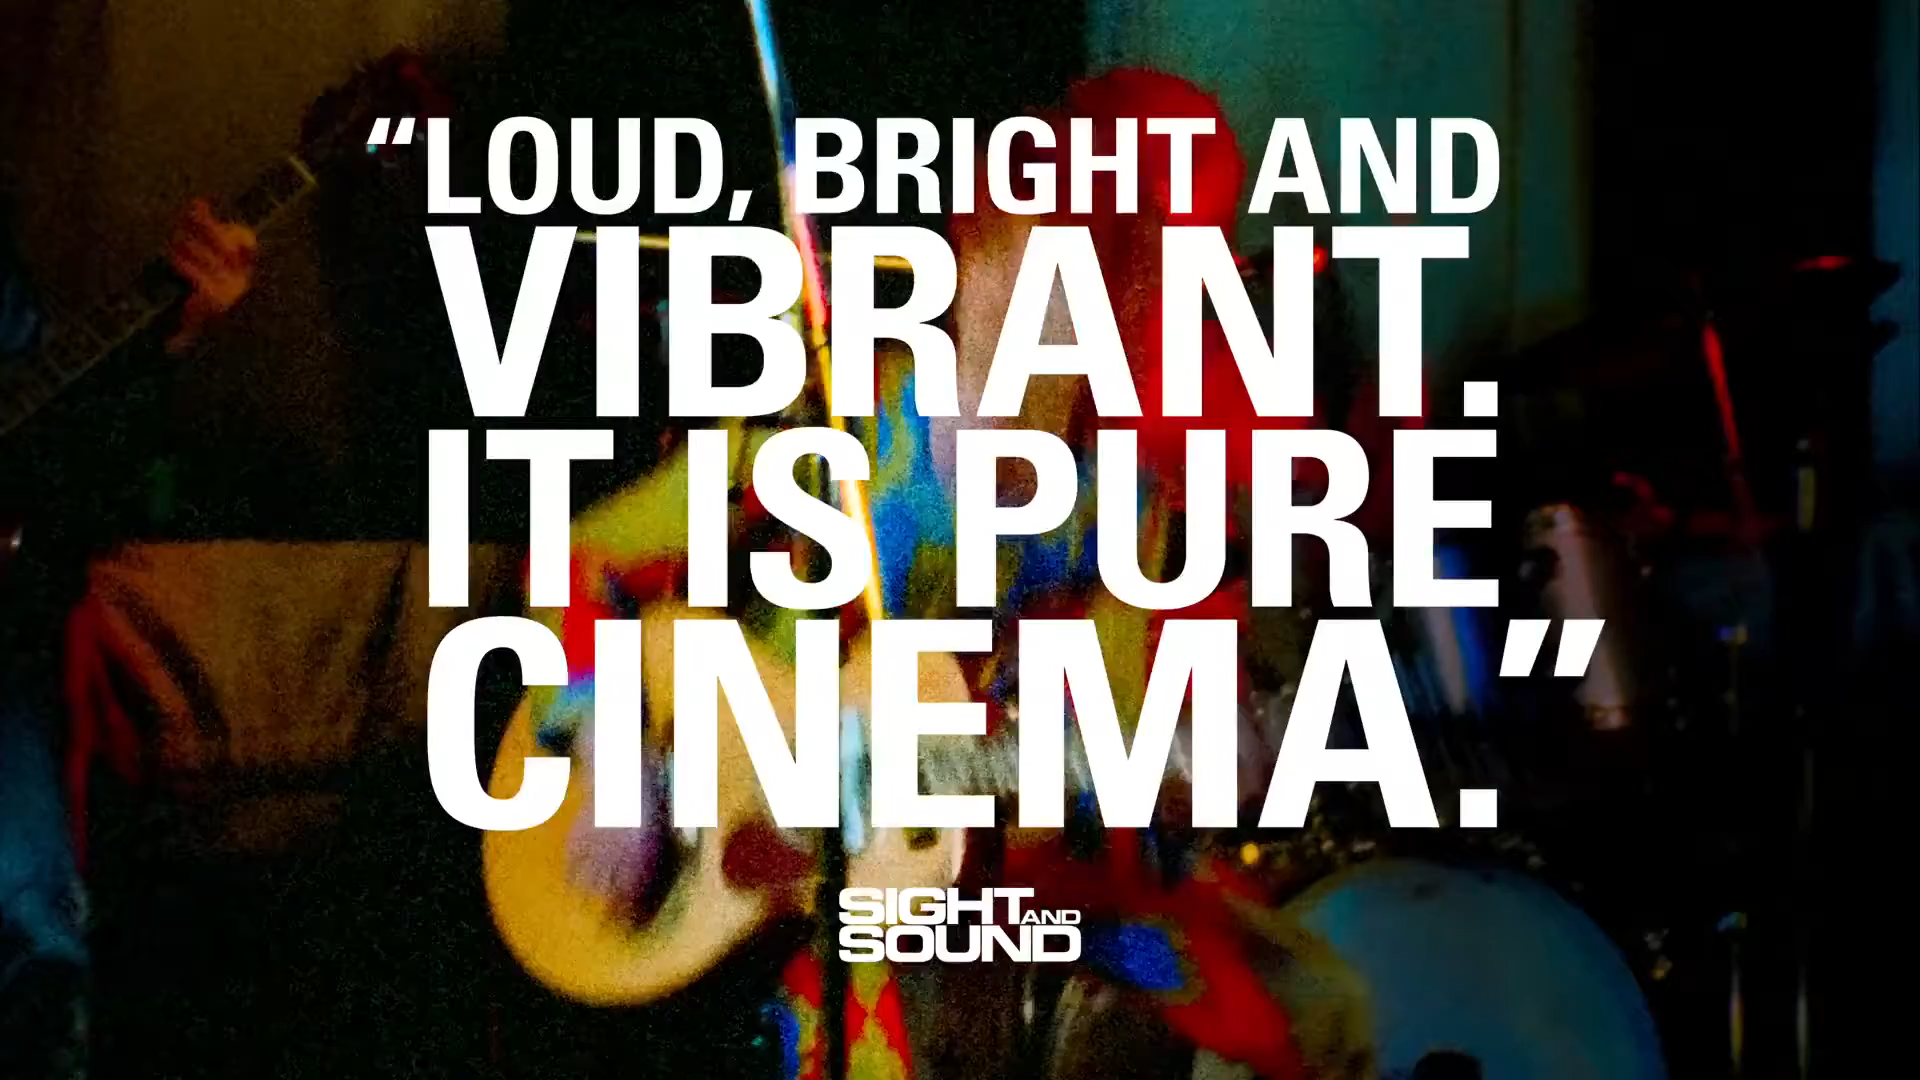 “LOUD, BRIGHT AND
VIBRANT.
IT IS PURE
CINEMA.”
SIGHT AND
SOUND